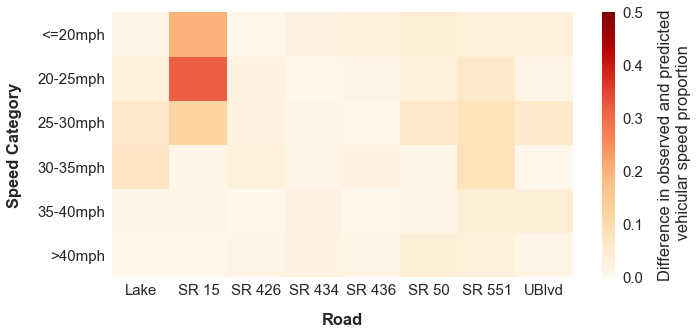 <=20mph
20-25mph
25-30mph
30-35mph
35-40mph
>40mph
Speed Category
Lake SR 15 SR 426 SR 434 SR 436 SR 50 SR 551 UBlvd
Road
0.5
0.4
0.3
0.2
0.1
0.0
Difference in observed and predicted
vehicular speed proportion